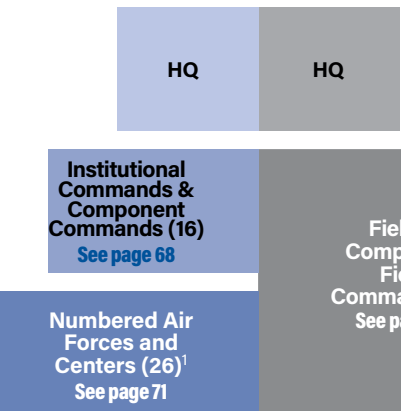 HQ HQ
Institutional
Commands &
Component
Commands (16)
See page 68
Numbered Air
Forces and
Centers (26)¹
See page 71
See